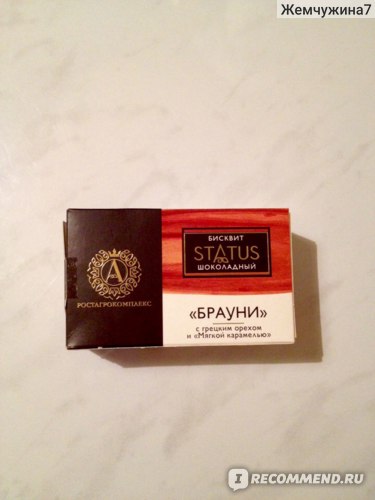 Жемчужина7
БИСКВИТ
STATUS
ШОКОЛАДНЫЙ
А
РОСТАГРОКОМПЛЕКС
«БРАУНИ»
с грецким орехом
и «Мягкой карамелью»
IRECOMMEND.RU